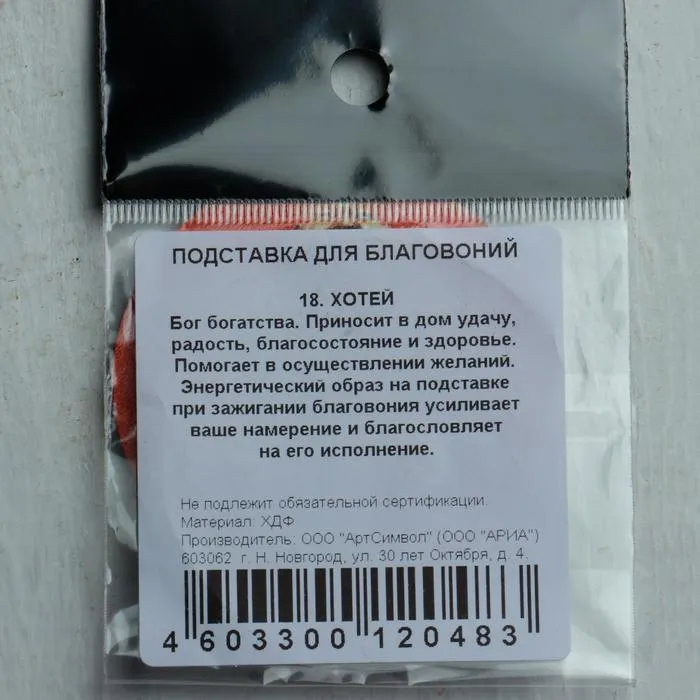 ПОДСТАВКА ДЛЯ БЛАГОВОНИЙ
18. ХОТЕЙ
Бог богатства. Приносит в дом удачу,
радость, благосостояние и здоровье.
Помогает в осуществлении желаний.
Энергетический образ на подставке
при зажигании благовония усиливает
ваше намерение и благословляет
на его исполнение.
Не подлежит обязательной сертификации.
Материал: ХДФ
Производитель: ООО "АртСимвол" (ООО "АРИА")
603062 г. Н. Новгород, ул. 30 лет Октября, д. 4.
4 603300 120483